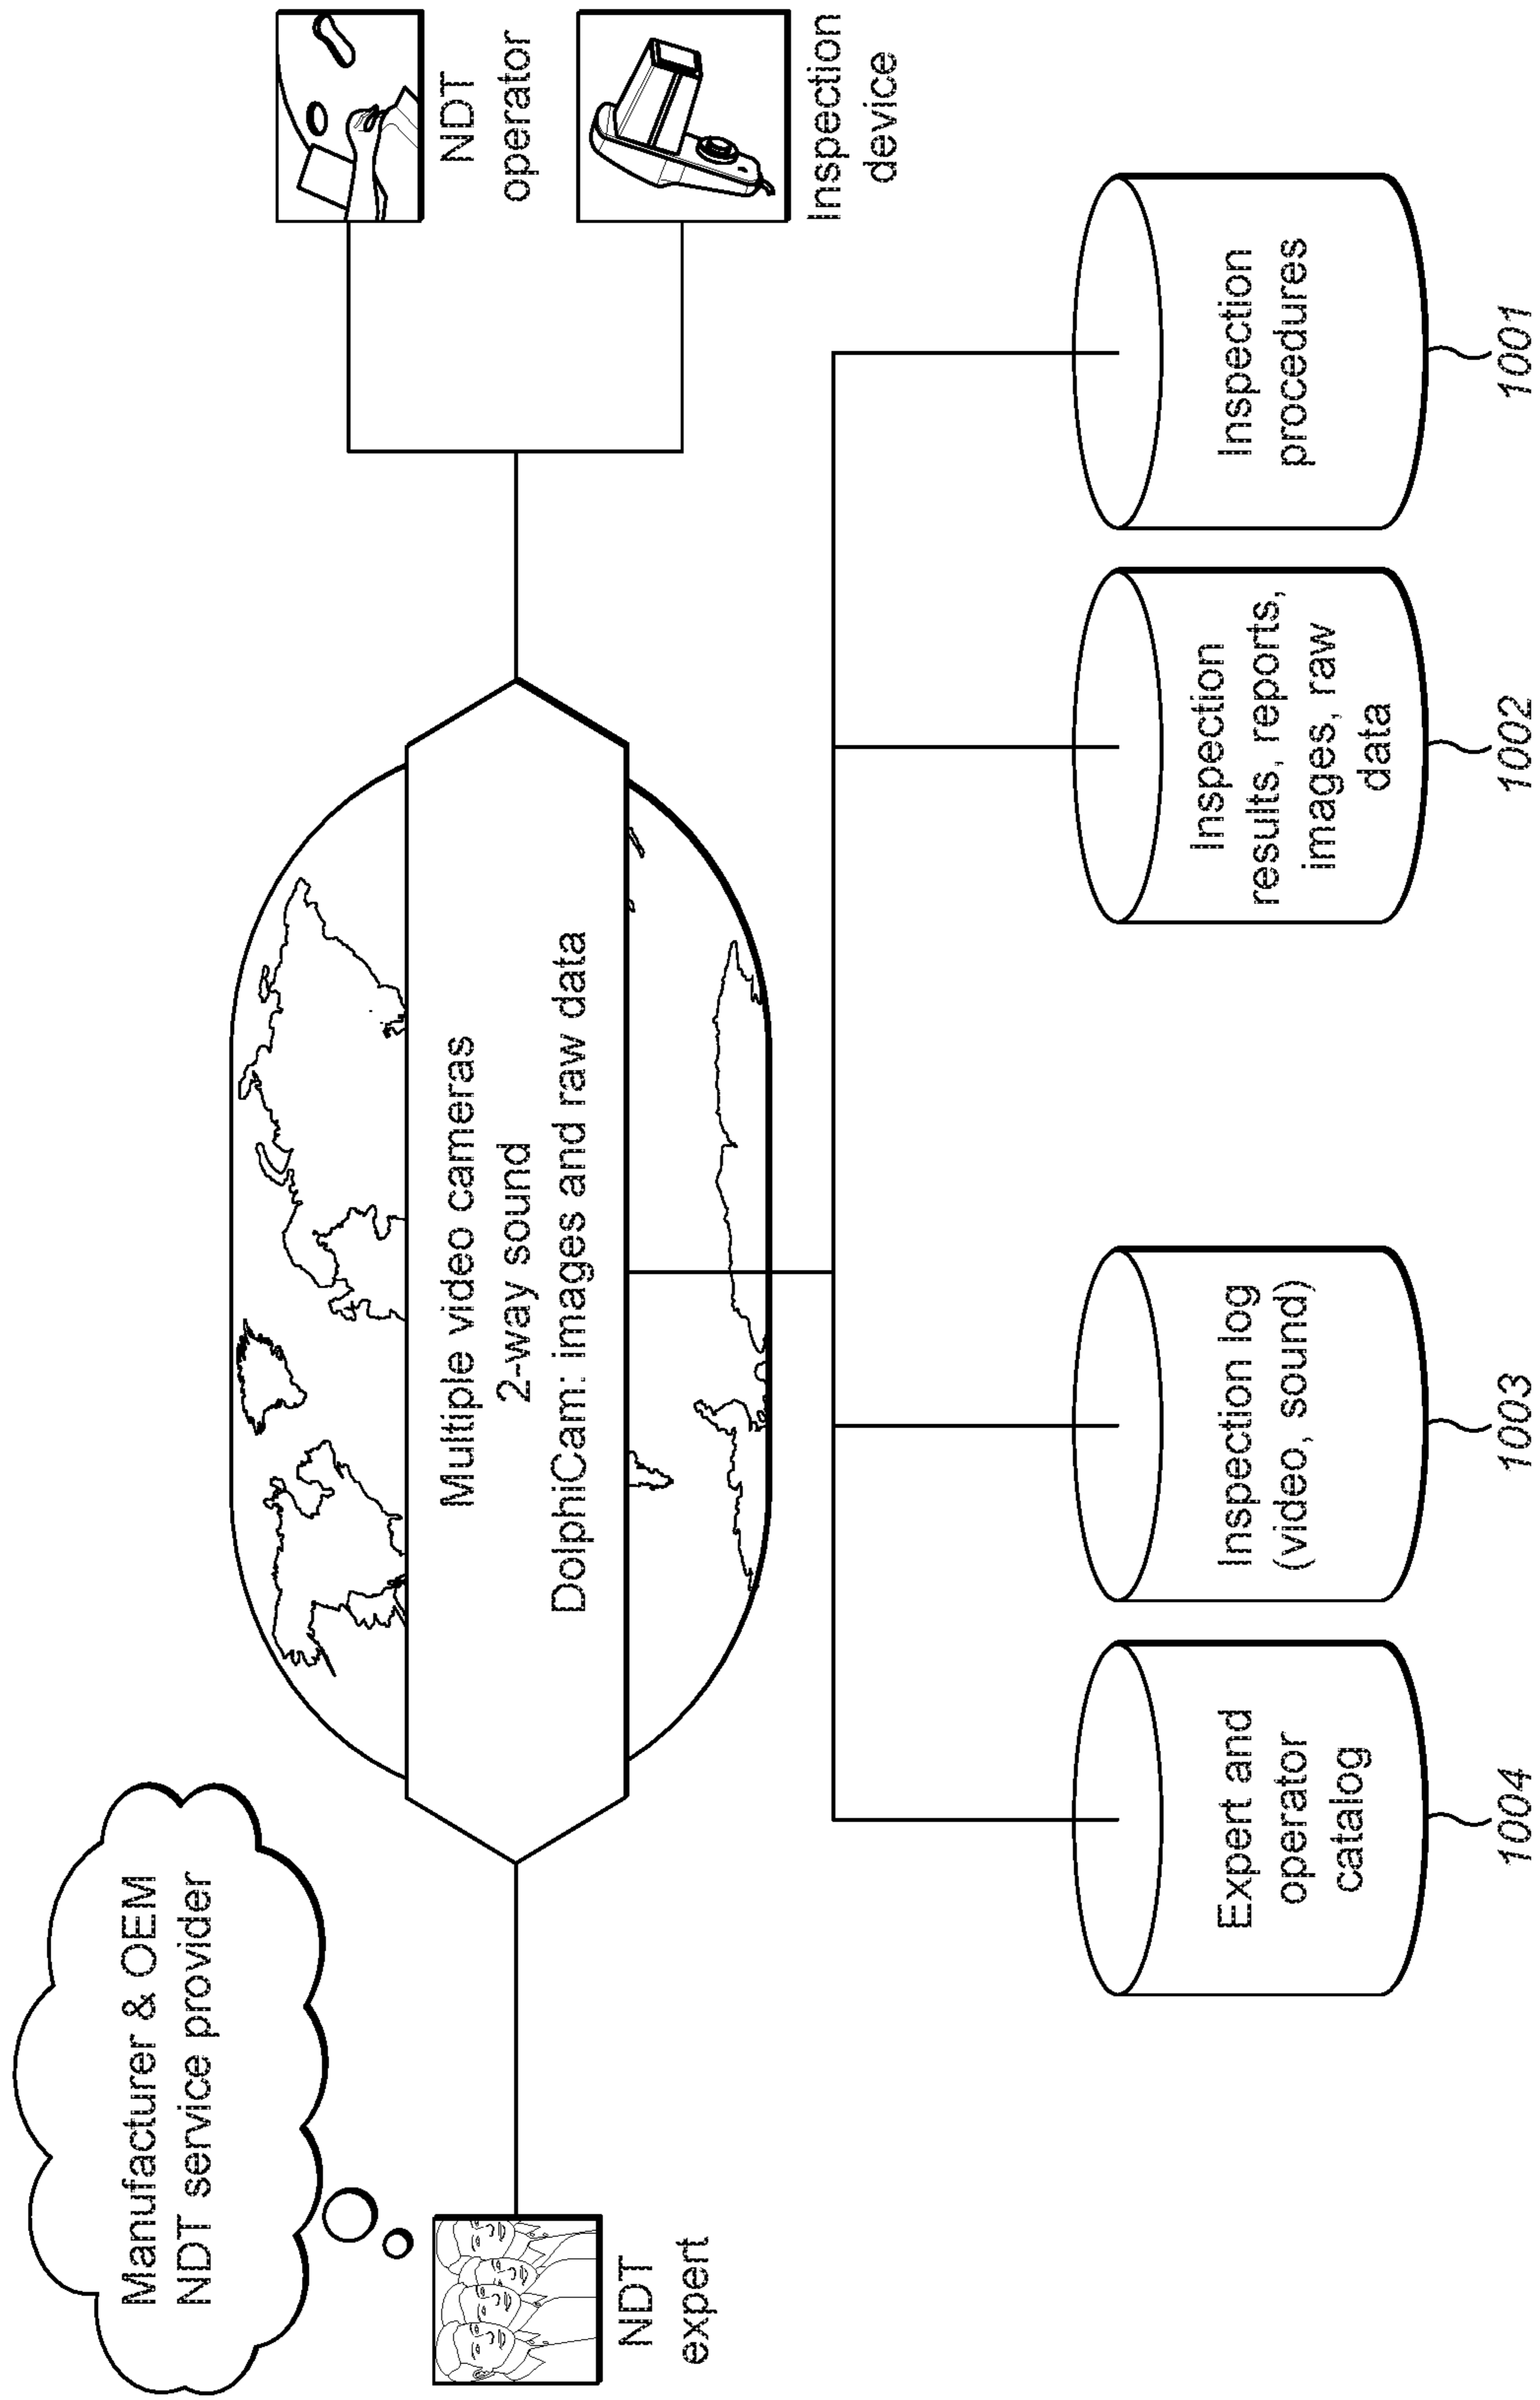 Manufacturer & OEM
NDT service provider
NDT
expert
Multiple video cameras
2-way sound
DolphiCam: images and raw data
NDT
operator
Inspection
device
Expert and
operator
catalog
1004
Inspection log
(video, sound)
1003
Inspection
results, reports,
images, raw
data
1002
Inspection
procedures
1001